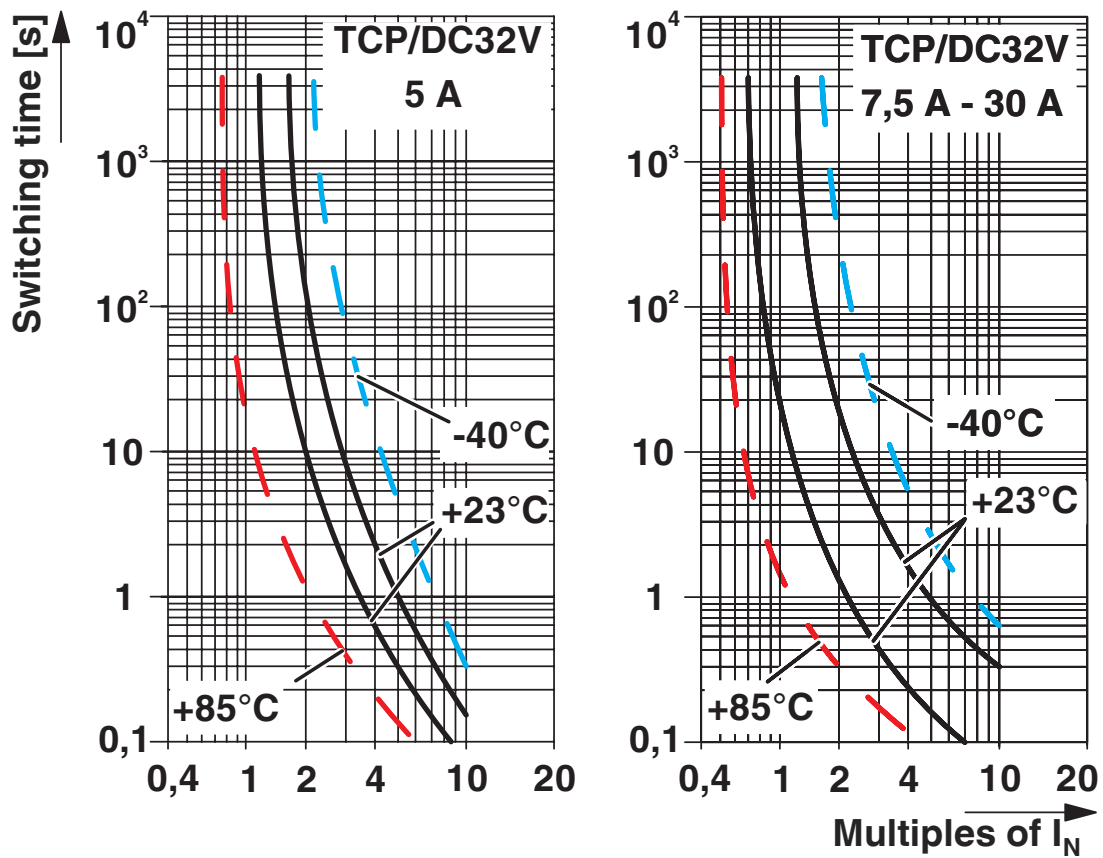 Switching time [s]
TCP/DC32V
5 A
10⁴
10³
10²
10
1
0,1
-40°C
+23°C
+85°C
0,4 1 2 4 10 20
TCP/DC32V
7,5 A - 30 A
10⁴
10³
10²
10
1
0,1
-40°C
+23°C
+85°C
0,4 1 2 4 10 20
Multiples of I_N